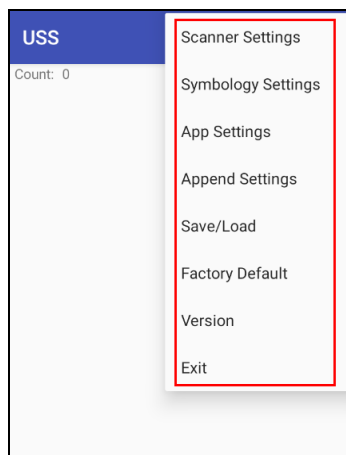 USS
Count: 0
Scanner Settings
Symbology Settings
App Settings
Append Settings
Save/Load
Factory Default
Version
Exit